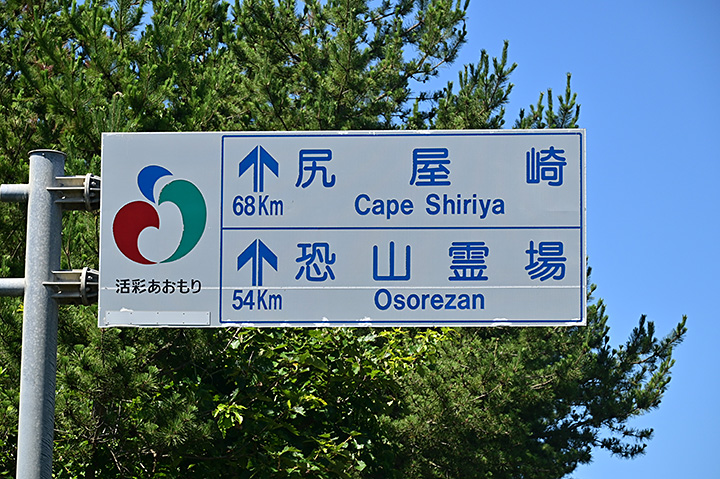 尻屋崎
68Km Cape Shiriya
恐山霊場
54Km Osorezan
活彩あおもり